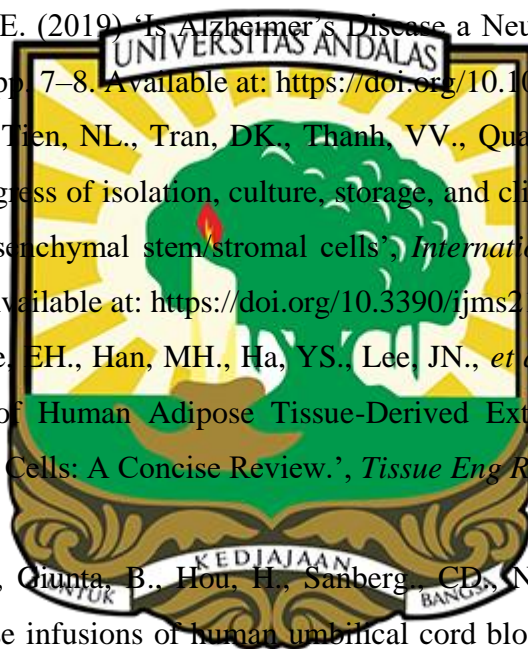 E. (2019) ‘Is Alzheimer’s Disease a Neu
UNIVERSITAS ANDALAS
pp. 7–8. Available at: https://doi.org/10.10
Tien, NL., Tran, DK., Thanh, VV., Qua
gress of isolation, culture, storage, and cli
senchymal stem/stromal cells’, Internatio
vailable at: https://doi.org/10.3390/ijms2
e, EH., Han, MH., Ha, YS., Lee, JN., et a
of Human Adipose Tissue-Derived Ext
Cells: A Concise Review.’, Tissue Eng R
UNTUK KEDJAJAAN BANGSA
, Giunta, B., Hou, H., Sanberg., CD., N
se infusions of human umbilical cord bloo